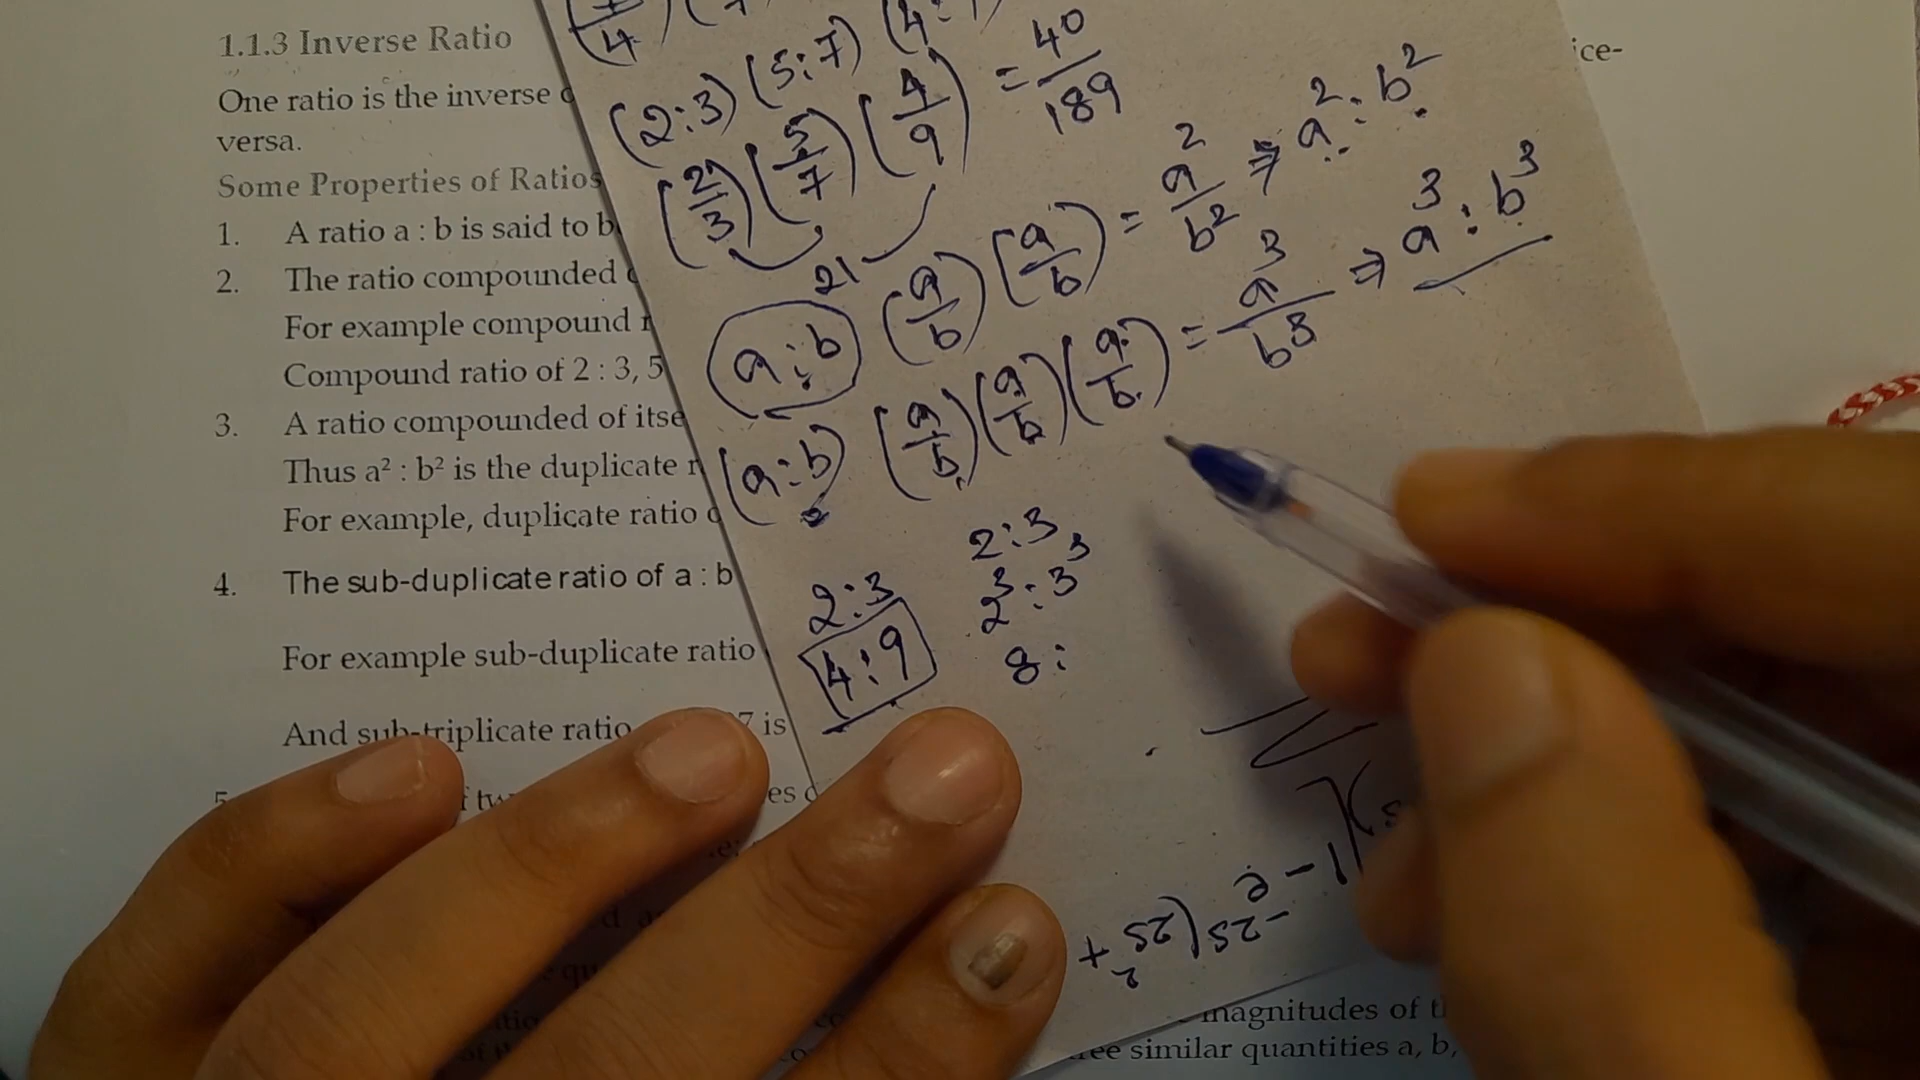 1.1.3 Inverse Ratio
One ratio is the inverse
versa.
Some Properties of Ratios
1. A ratio a : b is said to b
2. The ratio compounded
For example compound r
Compound ratio of 2 : 3, 5
3. A ratio compounded of itse
Thus a² : b² is the duplicate r
For example, duplicate ratio
4. The sub-duplicate ratio of a : b
For example sub-duplicate ratio
And sub-triplicate ratio 7 is
ice-
magnitudes of
similar quantities a, b,
4
(2:3) (5:7) (4:
(2/3) (5/7) (4/9) = 40/189
21
a:b (a/b) (a/b) = a²/b² ⇒ a² : b²
(a:b) (a/b) (a/b) (a/b) = a³/b³ ⇒ a³ : b³
2:3
4:9
2:3
2³ : 3³
8 :